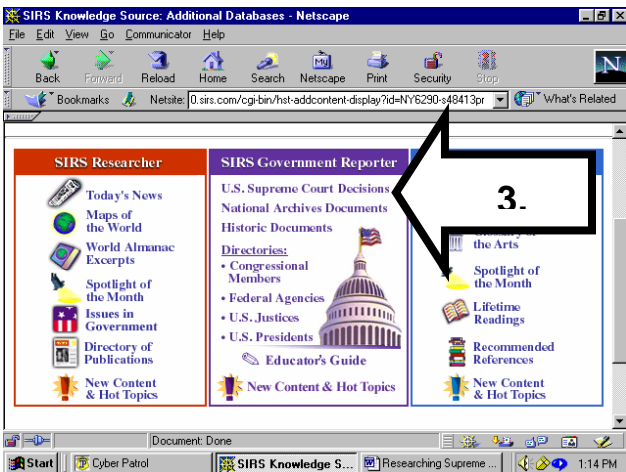 SIRS Knowledge Source: Additional Databases - Netscape
File Edit View Go Communicator Help
Back Forward Reload Home Search Netscape Print Security Stop
N
Bookmarks Netsite: 0.sirs.com/cgi-bin/hst-addcontent-display?id=NY6290-s48413pr What's Related
SIRS Researcher
Today's News
Maps of
the World
World Almanac
Excerpts
Spotlight of
the Month
Issues in
Government
Directory of
Publications
New Content
& Hot Topics
SIRS Government Reporter
U.S. Supreme Court Decisions
National Archives Documents
Historic Documents
Directories:
• Congressional
Members
• Federal Agencies
• U.S. Justices
• U.S. Presidents
Educator's Guide
New Content & Hot Topics
3.
the Arts
Spotlight of
the Month
Lifetime
Readings
Recommended
References
New Content
& Hot Topics
Document: Done
Start Cyber Patrol SIRS Knowledge S... Researching Supreme ... 1:14 PM